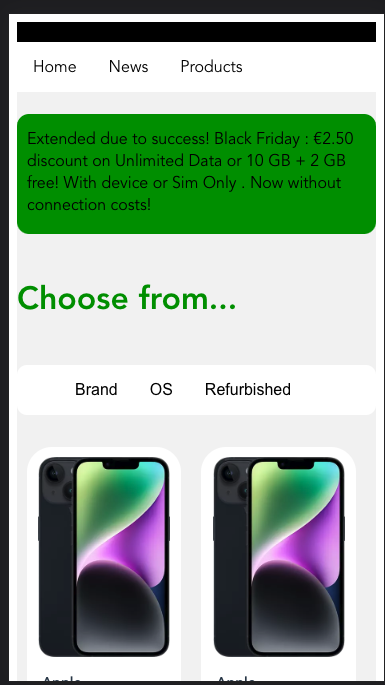 Home News Products
Extended due to success! Black Friday : €2.50
discount on Unlimited Data or 10 GB + 2 GB
free! With device or Sim Only . Now without
connection costs!
Choose from...
Brand OS Refurbished
Apple Apple